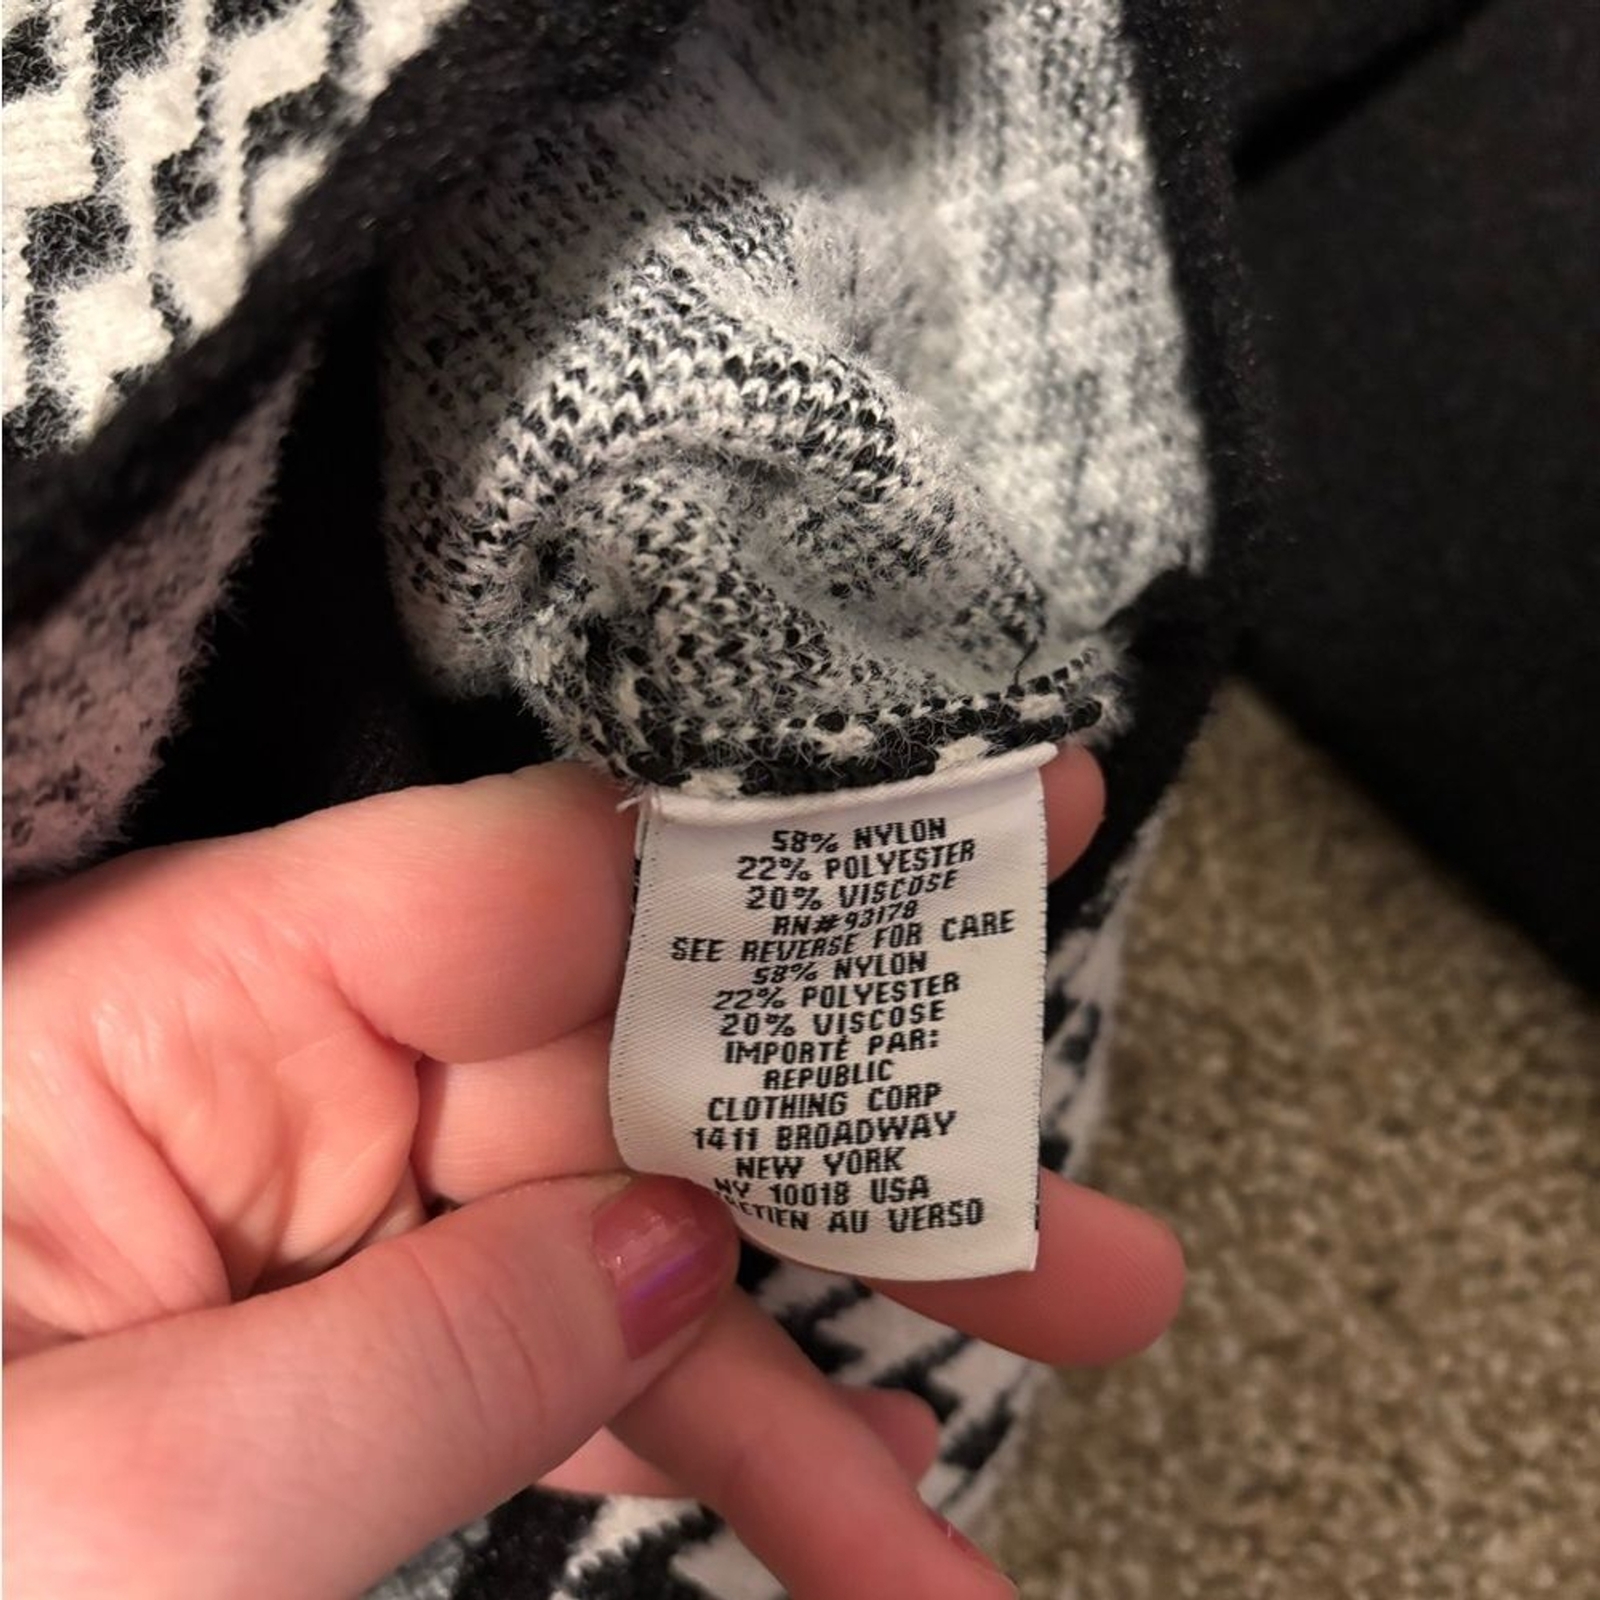 58% NYLON
22% POLYESTER
20% VISCOSE
RN#93178
SEE REVERSE FOR CARE
58% NYLON
22% POLYESTER
20% VISCOSE
IMPORTÉ PAR:
REPUBLIC
CLOTHING CORP
1411 BROADWAY
NEW YORK
NY 10018 USA
AU VERSO